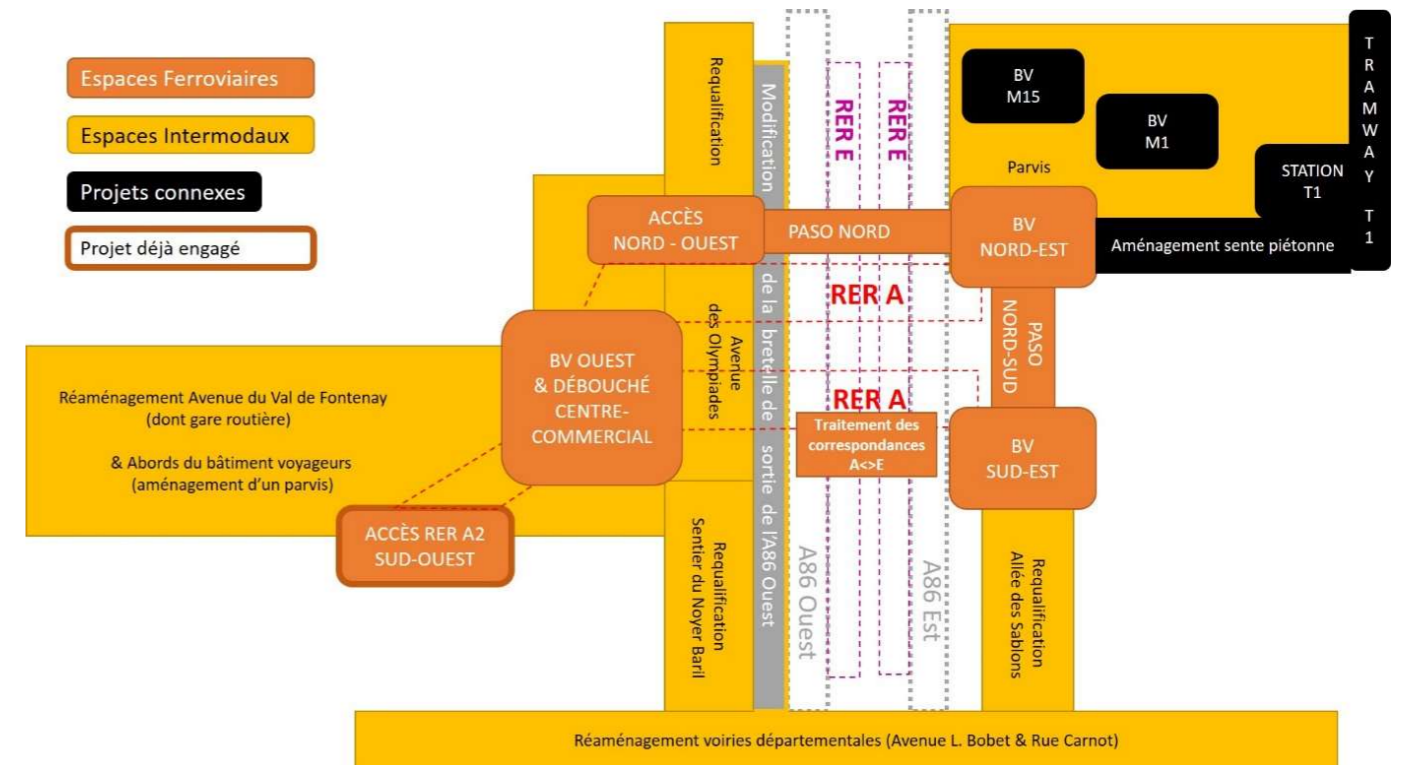 Espaces Ferroviaires
Espaces Intermodaux
Projets connexes
Projet déjà engagé
Requalification
Avenue
des Olympiades
Requalification
Sentier du Noyer Baril
Modification de la bretelle de sortie de l'A86 Ouest
A86 Ouest
A86 Est
RER E
RER E
RER A
RER A
Traitement des
correspondances
A<>E
ACCÈS
NORD - OUEST
PASO NORD
BV
NORD-EST
PASO
NORD-SUD
BV
SUD-EST
BV OUEST
& DÉBOUCHÉ
CENTRE-
COMMERCIAL
ACCÈS RER A2
SUD-OUEST
Réaménagement Avenue du Val de Fontenay
(dont gare routière)
& Abords du bâtiment voyageurs
(aménagement d'un parvis)
BV
M15
BV
M1
Parvis
STATION
T1
TRAMWAY T1
Aménagement sente piétonne
Requalification
Allée des Sablons
Réaménagement voiries départementales (Avenue L. Bobet & Rue Carnot)